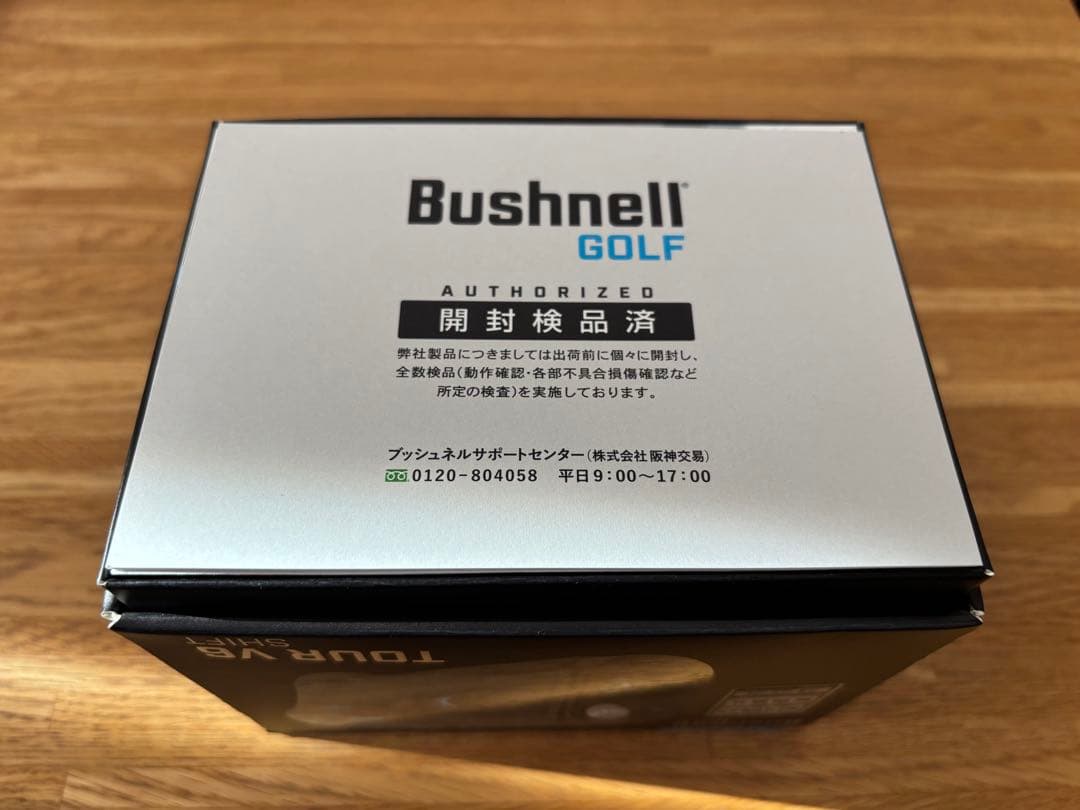 Bushnell®
GOLF
AUTHORIZED
開封検品済
弊社製品につきましては出荷前に個々に開封し、
全数検品(動作確認・各部不具合損傷確認など
所定の検査)を実施しております。
ブッシュネルサポートセンター(株式会社 阪神交易)
0120-804058 平日9:00～17:00
TOUR V6
SHIFT